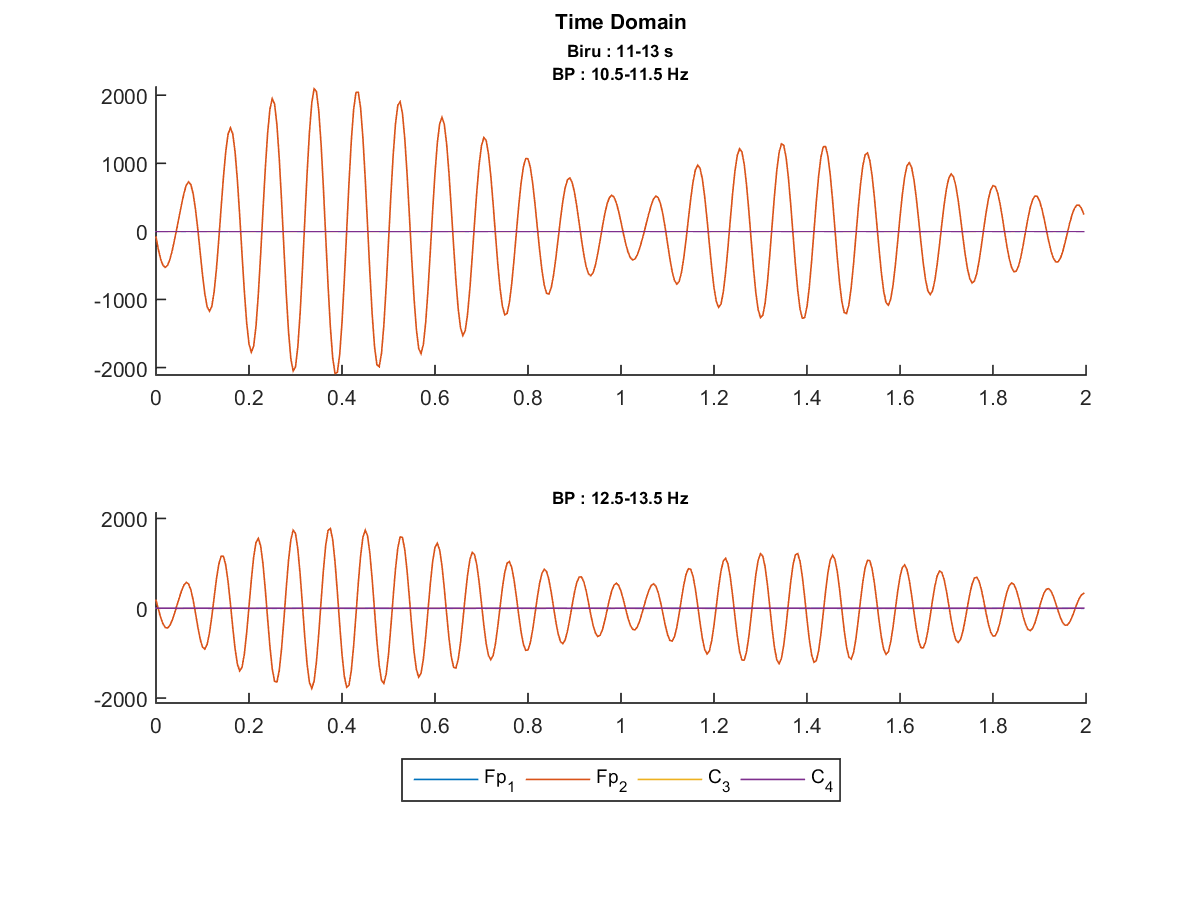 Time Domain
Biru : 11-13 s
BP : 10.5-11.5 Hz
2000
1000
0
-1000
-2000
0 0.2 0.4 0.6 0.8 1 1.2 1.4 1.6 1.8 2
BP : 12.5-13.5 Hz
2000
0
-2000
0 0.2 0.4 0.6 0.8 1 1.2 1.4 1.6 1.8 2
Fp1 Fp2 C3 C4